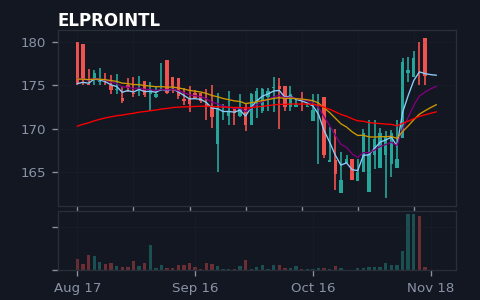 ELPROINTL
180
175
170
165
Aug 17
Sep 16
Oct 16
Nov 18